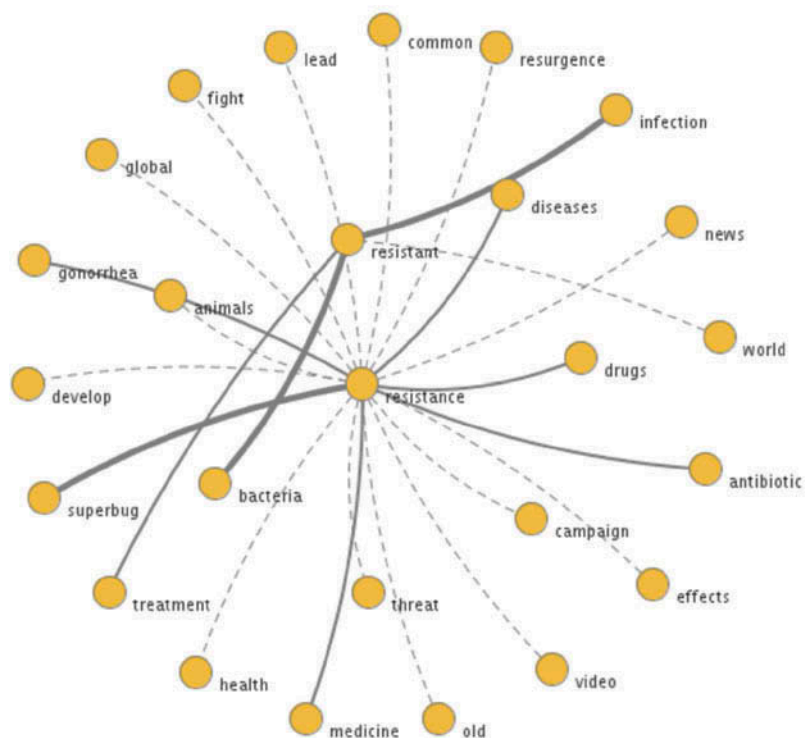 common
resurgence
lead
fight
infection
global
diseases
news
resistant
gonorrhea
animals
world
drugs
develop
resistance
antibiotic
superbug
bacteria
campaign
effects
treatment
threat
health
video
medicine
old